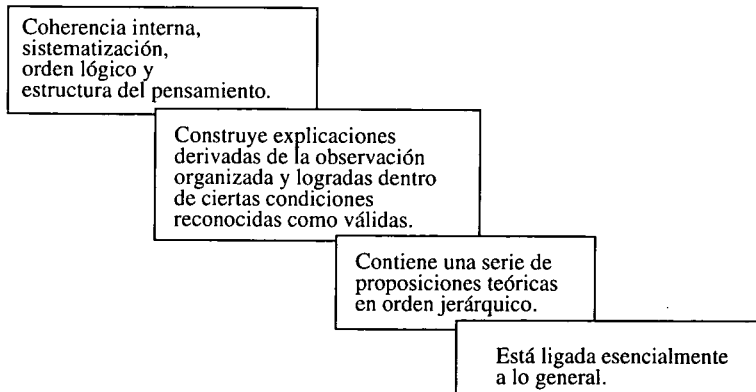 Coherencia interna,
sistematización,
orden lógico y
estructura del pensamiento.
Construye explicaciones
derivadas de la observación
organizada y logradas dentro
de ciertas condiciones
reconocidas como válidas.
Contiene una serie de
proposiciones teóricas
en orden jerárquico.
Está ligada esencialmente
a lo general.